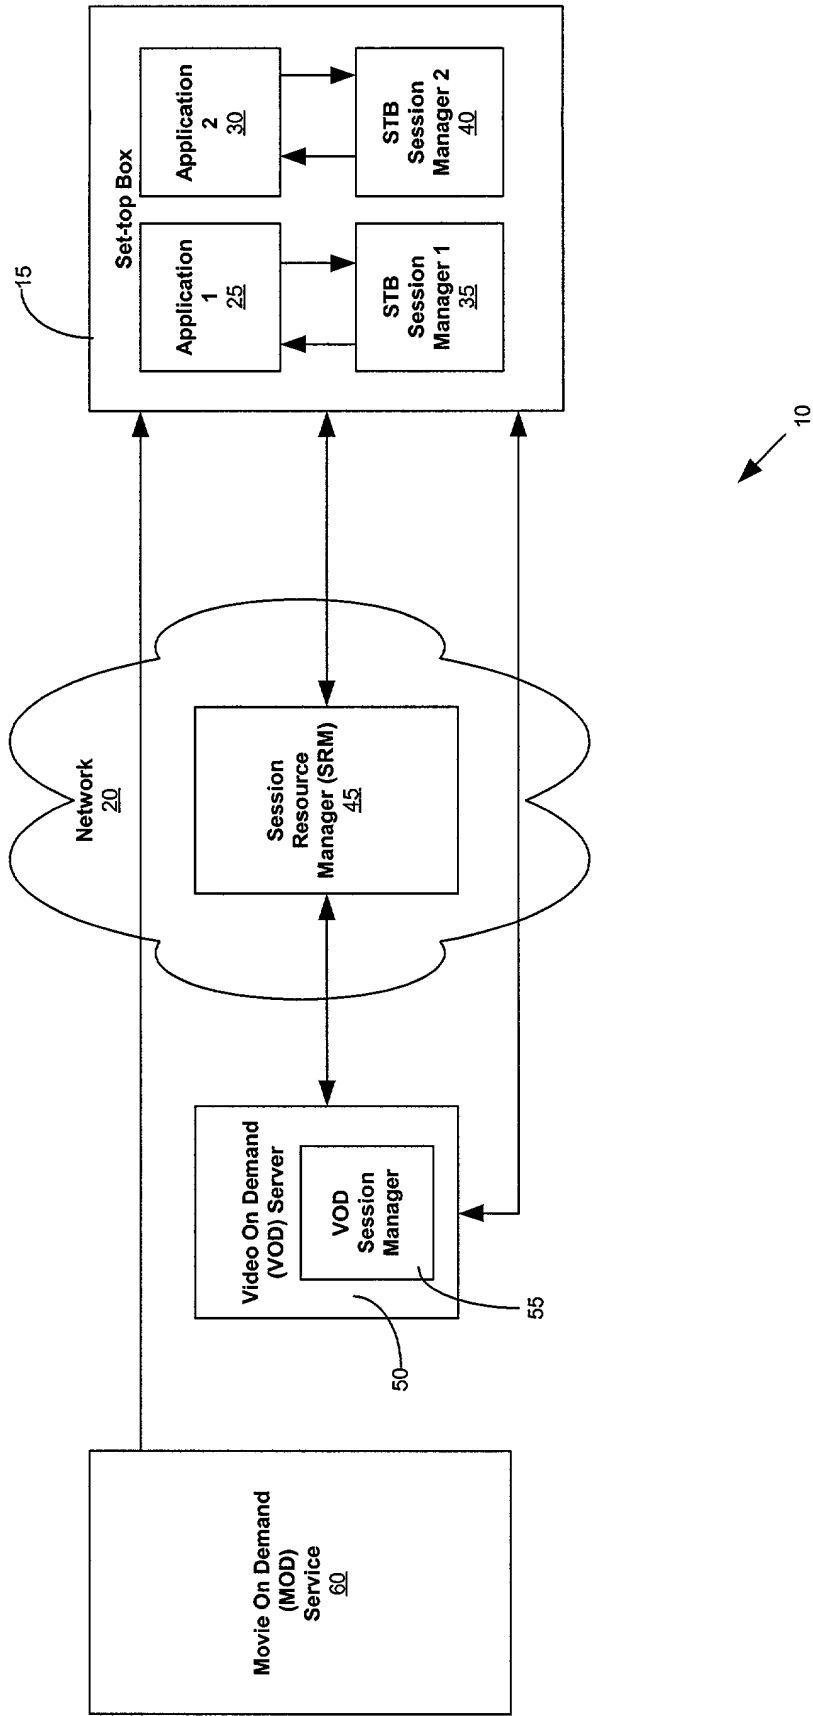 Movie On Demand
(MOD)
Service
60
Video On Demand
(VOD) Server
VOD
Session
Manager
50
55
Network
20
Session
Resource
Manager (SRM)
45
15
Set-top Box
Application
1
25
STB
Session
Manager 1
35
Application
2
30
STB
Session
Manager 2
40
10